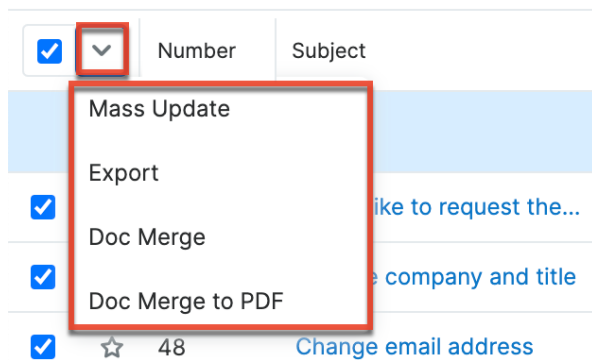 Number Subject
Mass Update
Export
ike to request the...
Doc Merge
company and title
Doc Merge to PDF
48 Change email address